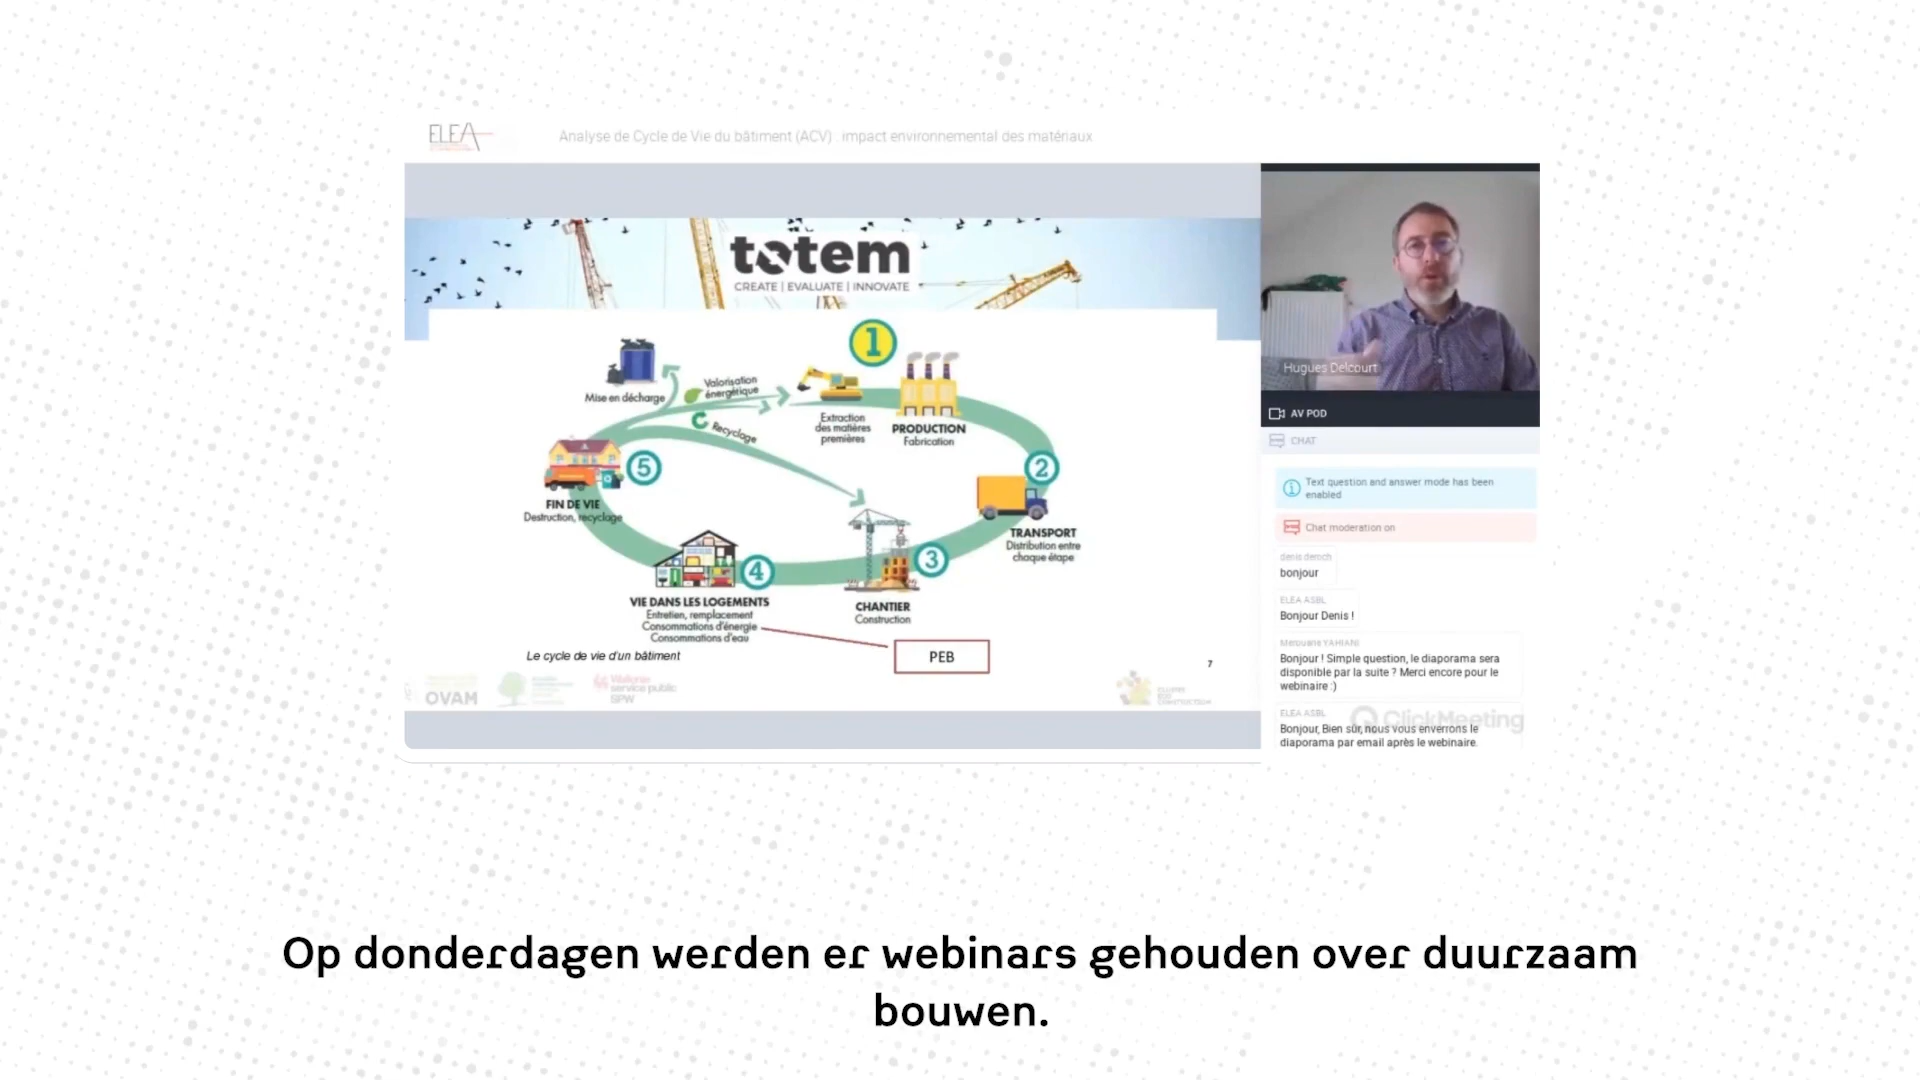 ELEA
Analyse de Cycle de Vie du bâtiment (ACV) : impact environnemental des matériaux
totem
CREATE | EVALUATE | INNOVATE
1
Mise en décharge
Valorisation
énergétique
Recyclage
Extraction
des matières
premières
PRODUCTION
Fabrication
2
TRANSPORT
Distribution entre
chaque étape
3
CHANTIER
Construction
4
VIE DANS LES LOGEMENTS
Entretien, remplacement
Consommations d'énergie
Consommations d'eau
5
FIN DE VIE
Destruction, recyclage
PEB
Le cycle de vie d'un bâtiment
7
OVAM
Wallonie
service public
SPW
Hugues Delcourt
AV POD
CHAT
Text question and answer mode has been
enabled
Chat moderation on
bonjour
ELEA ASBL
Bonjour Denis !
Merouane YAHIANI
Bonjour ! Simple question, le diaporama sera
disponible par la suite ? Merci encore pour le
webinaire :)
ELEA ASBL
ClickMeeting
Bonjour, Bien sûr, nous vous enverrons le
diaporama par email après le webinaire.
Op donderdagen werden er webinars gehouden over duurzaam
bouwen.